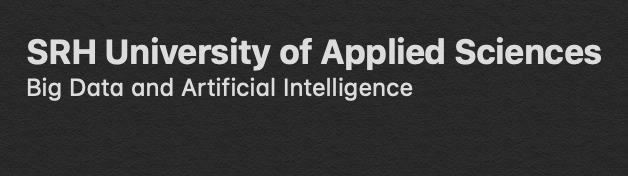 SRH University of Applied Sciences
Big Data and Artificial Intelligence